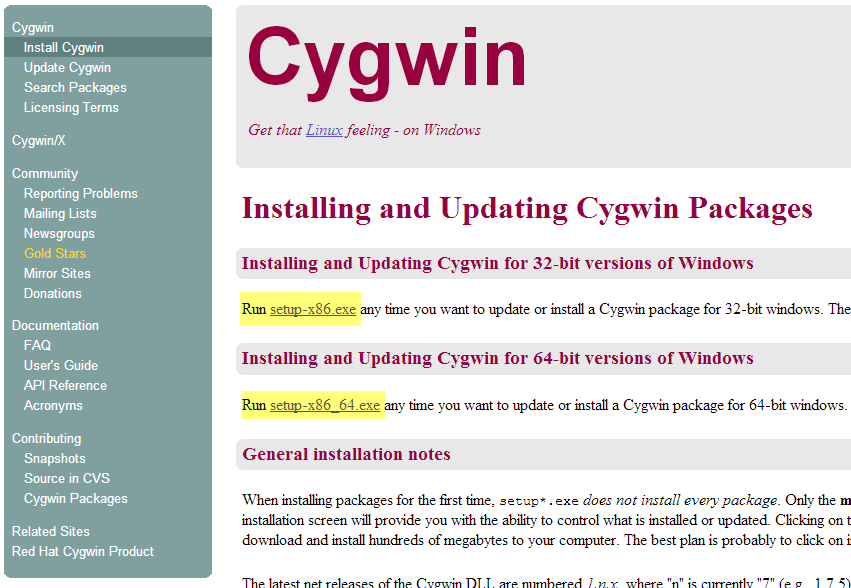 Cygwin
Install Cygwin
Update Cygwin
Search Packages
Licensing Terms
Cygwin/X
Community
Reporting Problems
Mailing Lists
Newsgroups
Gold Stars
Mirror Sites
Donations
Documentation
FAQ
User's Guide
API Reference
Acronyms
Contributing
Snapshots
Source in CVS
Cygwin Packages
Related Sites
Red Hat Cygwin Product
Cygwin
Get that Linux feeling - on Windows
Installing and Updating Cygwin Packages
Installing and Updating Cygwin for 32-bit versions of Windows
Run setup-x86.exe any time you want to update or install a Cygwin package for 32-bit windows. The
Installing and Updating Cygwin for 64-bit versions of Windows
Run setup-x86_64.exe any time you want to update or install a Cygwin package for 64-bit windows.
General installation notes
When installing packages for the first time, setup*.exe does not install every package. Only the m
installation screen will provide you with the ability to control what is installed or updated. Clicking on t
download and install hundreds of megabytes to your computer. The best plan is probably to click on i
The latest net releases of the Cygwin DLL are numbered 1.n.x, where "n" is currently "7" (e.g., 1.7.5)